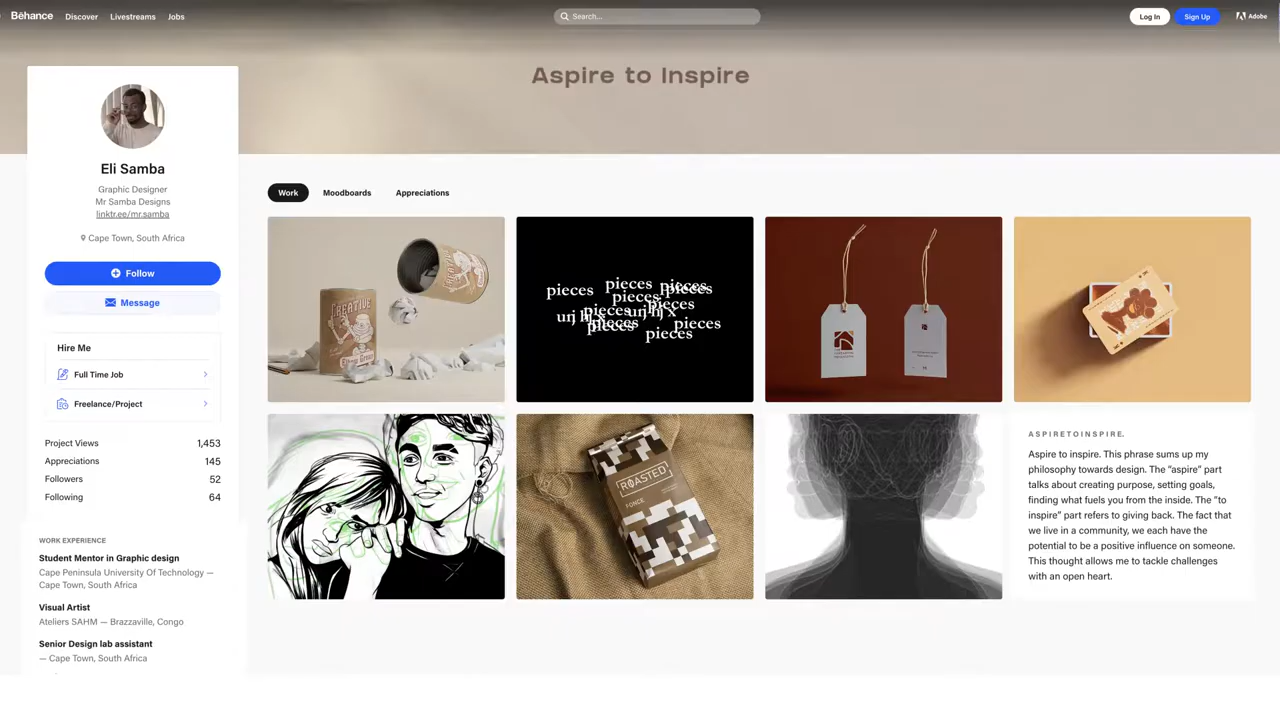 Bēhance Discover Livestreams Jobs Search... Log In Sign Up Adobe
Aspire to Inspire
Eli Samba
Graphic Designer
Mr Samba Designs
linktr.ee/mr.samba
Cape Town, South Africa
Follow
Message
Hire Me
Full Time Job
Freelance/Project
Project Views 1,453
Appreciations 145
Followers 52
Following 64
WORK EXPERIENCE
Student Mentor in Graphic design
Cape Peninsula University Of Technology —
Cape Town, South Africa
Visual Artist
Ateliers SAHM — Brazzaville, Congo
Senior Design lab assistant
— Cape Town, South Africa
Work Moodboards Appreciations
CREATIVE
CREATIVE
pieces
pieces
pieces
pieces
pieces
pieces
pieces
pieces
pieces
pieces
pieces
ROASTED
FONCE
ASPIRETOINSPIRE.
Aspire to inspire. This phrase sums up my
philosophy towards design. The “aspire” part
talks about creating purpose, setting goals,
finding what fuels you from the inside. The “to
inspire” part refers to giving back. The fact that
we live in a community, we each have the
potential to be a positive influence on someone.
This thought allows me to tackle challenges
with an open heart.